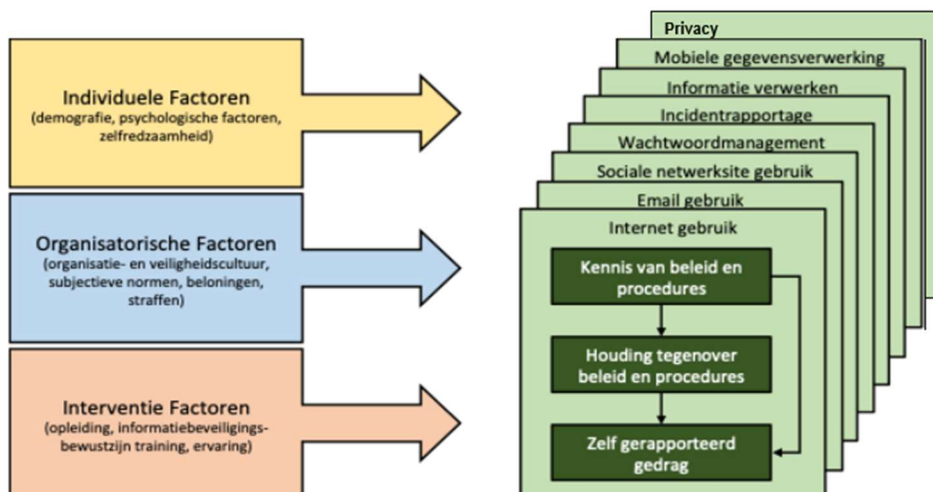 Individuele Factoren
(demografie, psychologische factoren,
zelfredzaamheid)
Organisatorische Factoren
(organisatie- en veiligheidscultuur,
subjectieve normen, beloningen,
straffen)
Interventie Factoren
(opleiding, informatiebeveiligings-
bewustzijn training, ervaring)
Privacy
Mobiele gegevensverwerking
Informatie verwerken
Incidentrapportage
Wachtwoordmanagement
Sociale netwerksite gebruik
Email gebruik
Internet gebruik
Kennis van beleid en
procedures
Houding tegenover
beleid en procedures
Zelf gerapporteerd
gedrag